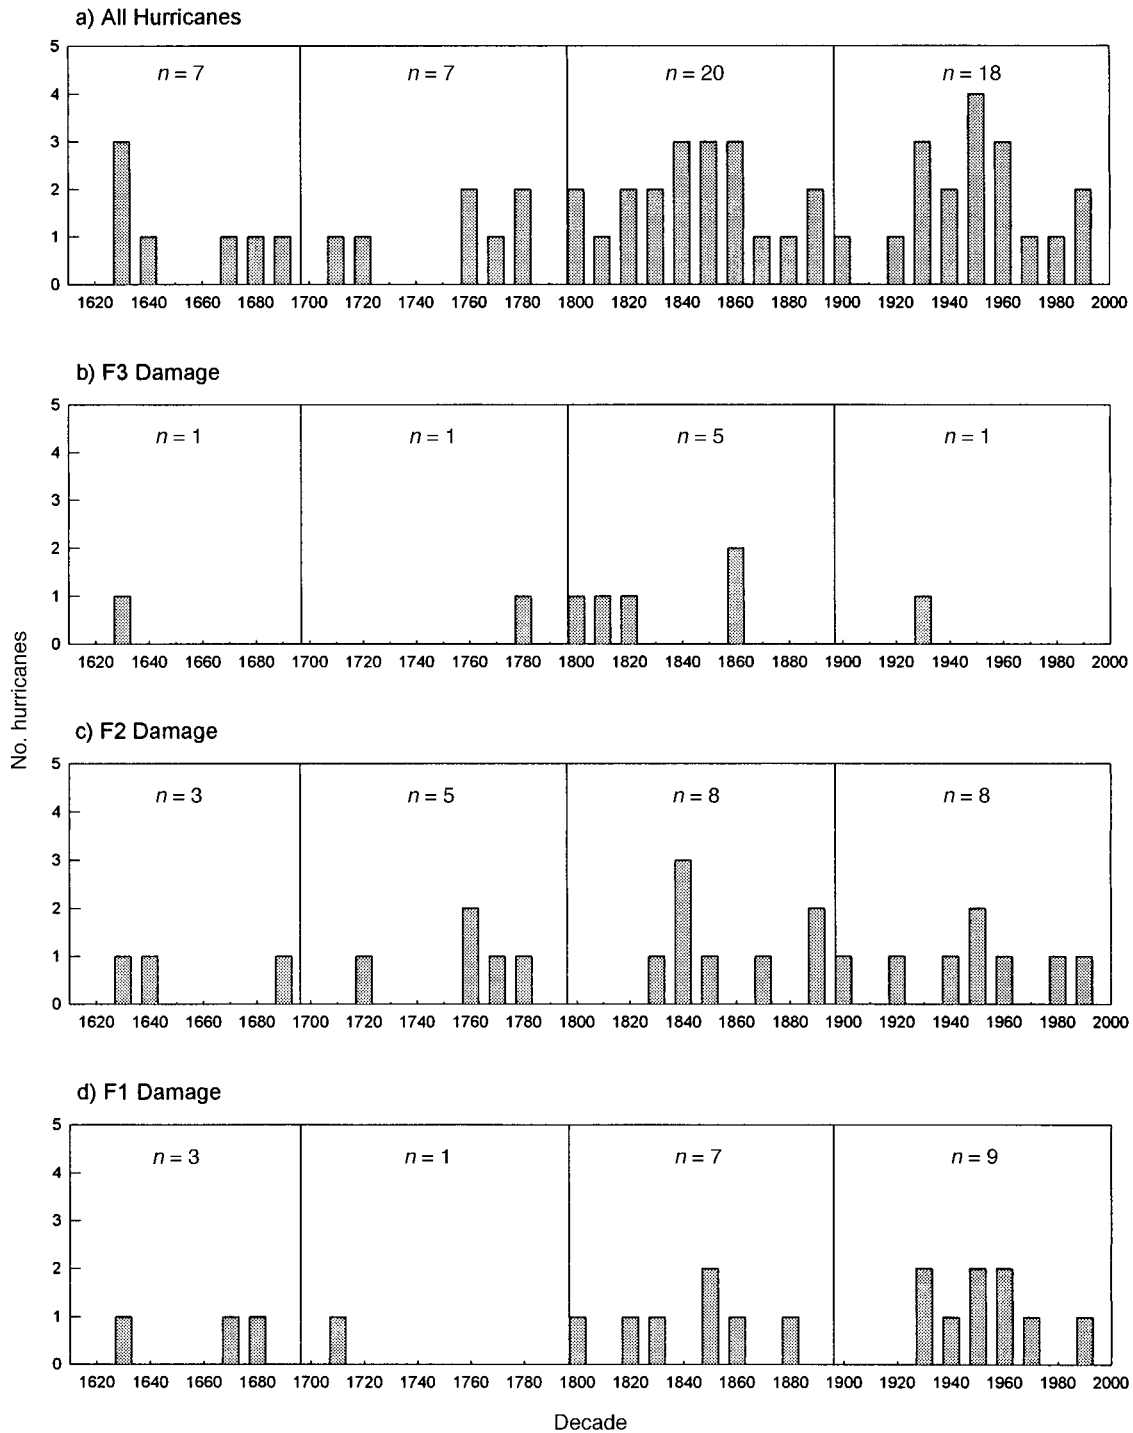 a) All Hurricanes
5
n = 7 n = 7 n = 20 n = 18
4
3
2
1
0
1620 1640 1660 1680 1700 1720 1740 1760 1780 1800 1820 1840 1860 1880 1900 1920 1940 1960 1980 2000
b) F3 Damage
5
n = 1 n = 1 n = 5 n = 1
4
3
2
1
0
1620 1640 1660 1680 1700 1720 1740 1760 1780 1800 1820 1840 1860 1880 1900 1920 1940 1960 1980 2000
No. hurricanes
c) F2 Damage
5
n = 3 n = 5 n = 8 n = 8
4
3
2
1
0
1620 1640 1660 1680 1700 1720 1740 1760 1780 1800 1820 1840 1860 1880 1900 1920 1940 1960 1980 2000
d) F1 Damage
5
n = 3 n = 1 n = 7 n = 9
4
3
2
1
0
1620 1640 1660 1680 1700 1720 1740 1760 1780 1800 1820 1840 1860 1880 1900 1920 1940 1960 1980 2000
Decade